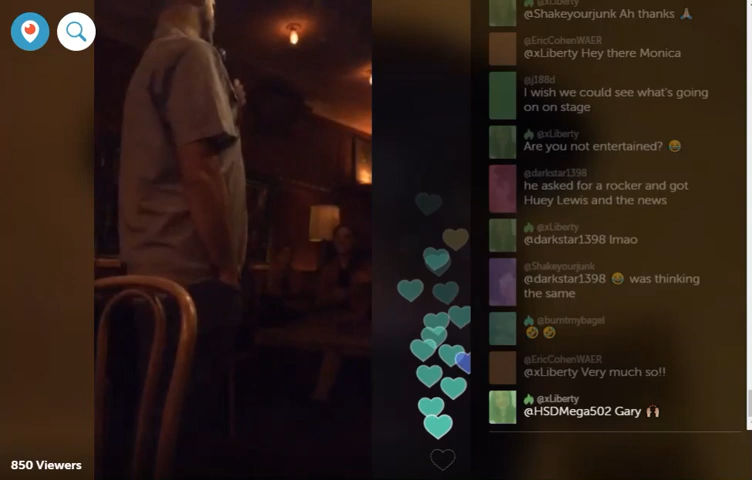 @xLiberty
@Shakeyourjunk Ah thanks 🙏
@EricCohenWAER
@xLiberty Hey there Monica
@j188d
I wish we could see what's going
on on stage
@xLiberty
Are you not entertained? 😂
@darkstar1398
he asked for a rocker and got
Huey Lewis and the news
@xLiberty
@darkstar1398 lmao
@Shakeyourjunk
@darkstar1398 😂 was thinking
the same
@burntmybagel
🤣 🤣
@EricCohenWAER
@xLiberty Very much so!!
@xLiberty
@HSDMega502 Gary 🙌
850 Viewers